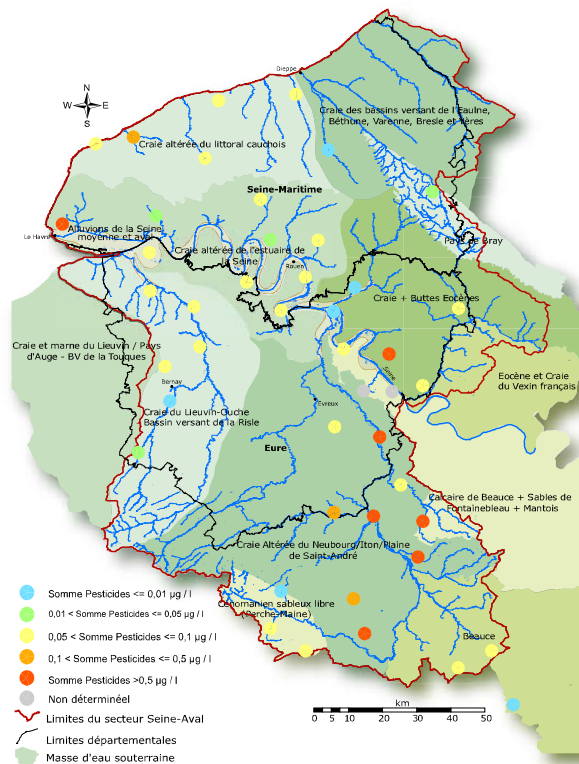 Dieppe
N
W E
S
Craie des bassins versant de l'Eaulne,
Béthune, Varenne, Bresle et Yères
Craie altérée du littoral cauchois
Seine-Maritime
Alluvions de la Seine
moyenne et aval
Le Havre
Craie altérée de l'estuaire de
la Seine
Rouen
Pays de Bray
Craie + Buttes Eocènes
Craie et marne du Lieuvin / Pays
d'Auge - BV de la Touques
Seine
Eocène et Craie
du Vexin français
Bernay
Evreux
Craie du Lieuvin-Ouche
Bassin versant de la Risle
Eure
Calcaire de Beauce + Sables de
Fontainebleau + Mantois
Craie Altérée du Neubourg/Iton/Plaine
de Saint-André
Cénomanien sableux libre
(Perche-Maine)
Beauce
Somme Pesticides <= 0,01 µg / l
0,01 < Somme Pesticides <= 0,05 µg / l
0,05 < Somme Pesticides <= 0,1 µg / l
0,1 < Somme Pesticides <= 0,5 µg / l
Somme Pesticides >0,5 µg / l
Non déterminéel
Limites du secteur Seine-Aval
Limites départementales
Masse d'eau souterraine
km
0 5 10 20 30 40 50